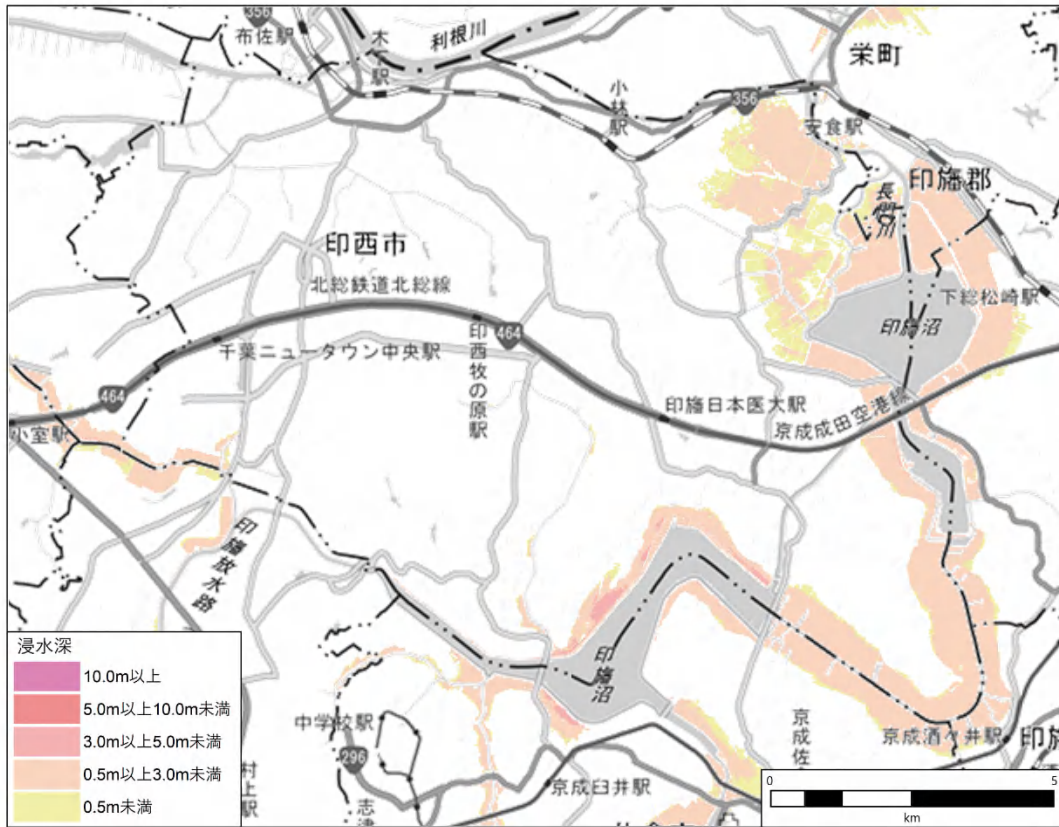 356
布佐駅
木下駅
利根川
栄町
小林駅
356
安食駅
印旛郡
長門川
印西市
北総鉄道北総線
464
千葉ニュータウン中央駅
印西牧の原駅
印旛沼
下総松崎駅
464
小室駅
印旛日本医大駅
京成成田空港線
印旛放水路
印旛沼
中学校駅
296
村上駅
志津
京成臼井駅
京成佐
京成酒々井駅
印旛
浸水深
10.0m以上
5.0m以上10.0m未満
3.0m以上5.0m未満
0.5m以上3.0m未満
0.5m未満
0 5
km